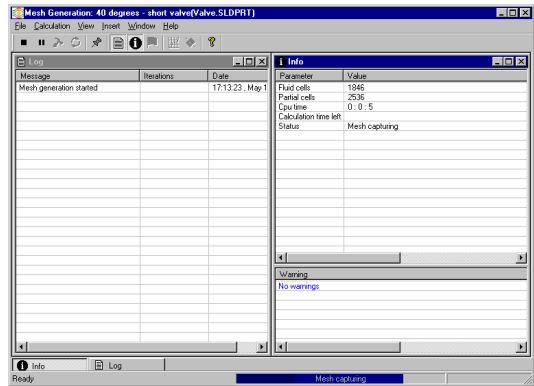 Mesh Generation: 40 degrees - short valve(Valve.SLDPRT)
File Calculation View Insert Window Help
Log
Message Iterations Date
Mesh generation started 17:13:23 , May 1
Info
Parameter Value
Fluid cells 1846
Partial cells 2536
Cpu time 0 : 0 : 5
Calculation time left
Status Mesh capturing
Warning
No warnings
Info Log
Ready Mesh capturing